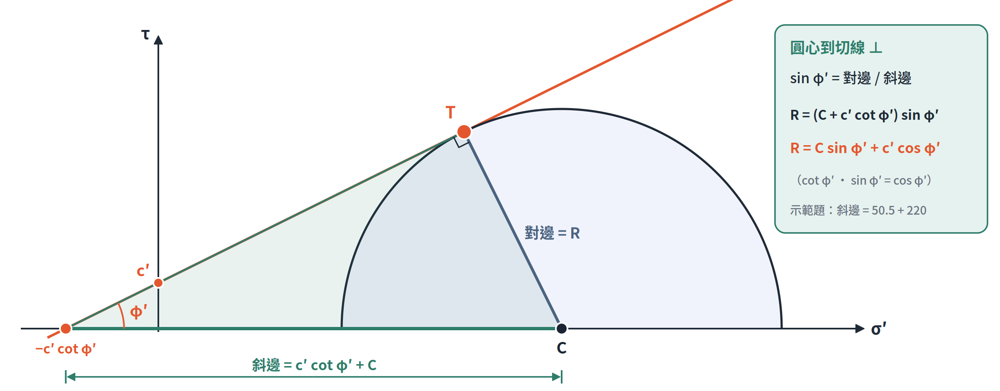 τ
圓心到切線 ⊥
sin φ′ = 對邊 / 斜邊
R = (C + c′ cot φ′) sin φ′
R = C sin φ′ + c′ cos φ′
（cot φ′ · sin φ′ = cos φ′）
示範題：斜邊 = 50.5 + 220
T
對邊 = R
c′
φ′
σ′
−c′ cot φ′
C
斜邊 = c′ cot φ′ + C